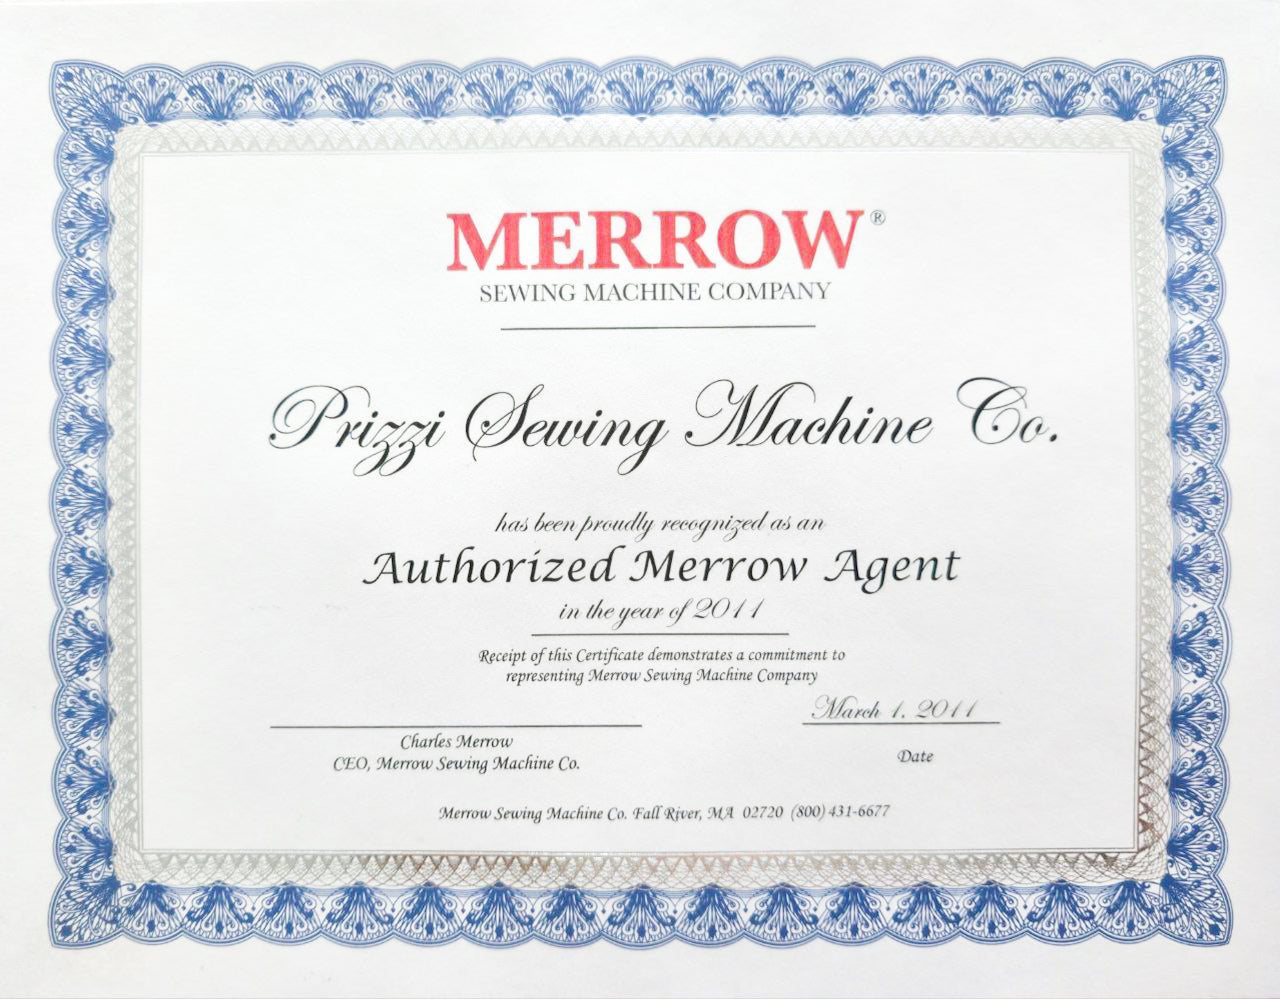 MERROW®
SEWING MACHINE COMPANY
Prizzi Sewing Machine Co.
has been proudly recognized as an
Authorized Merrow Agent
in the year of 2011
Receipt of this Certificate demonstrates a commitment to
representing Merrow Sewing Machine Company
March 1, 2011
Charles Merrow
CEO, Merrow Sewing Machine Co.
Date
Merrow Sewing Machine Co. Fall River, MA 02720 (800) 431-6677